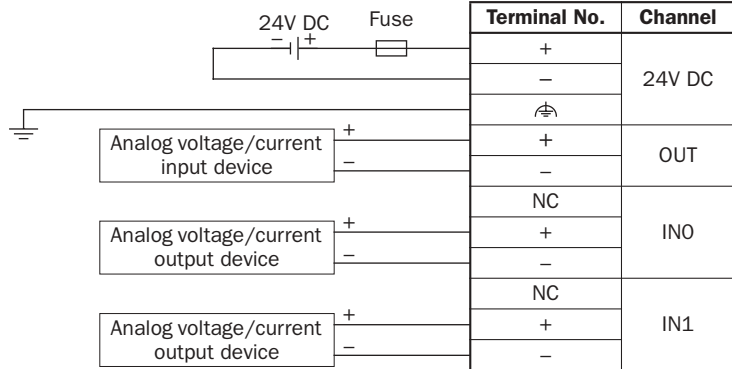 24V DC
− +
Fuse
Terminal No. Channel
+
−
24V DC
Analog voltage/current
input device
+
−
+
−
OUT
Analog voltage/current
output device
+
−
NC
+
−
IN0
Analog voltage/current
output device
+
−
NC
+
−
IN1